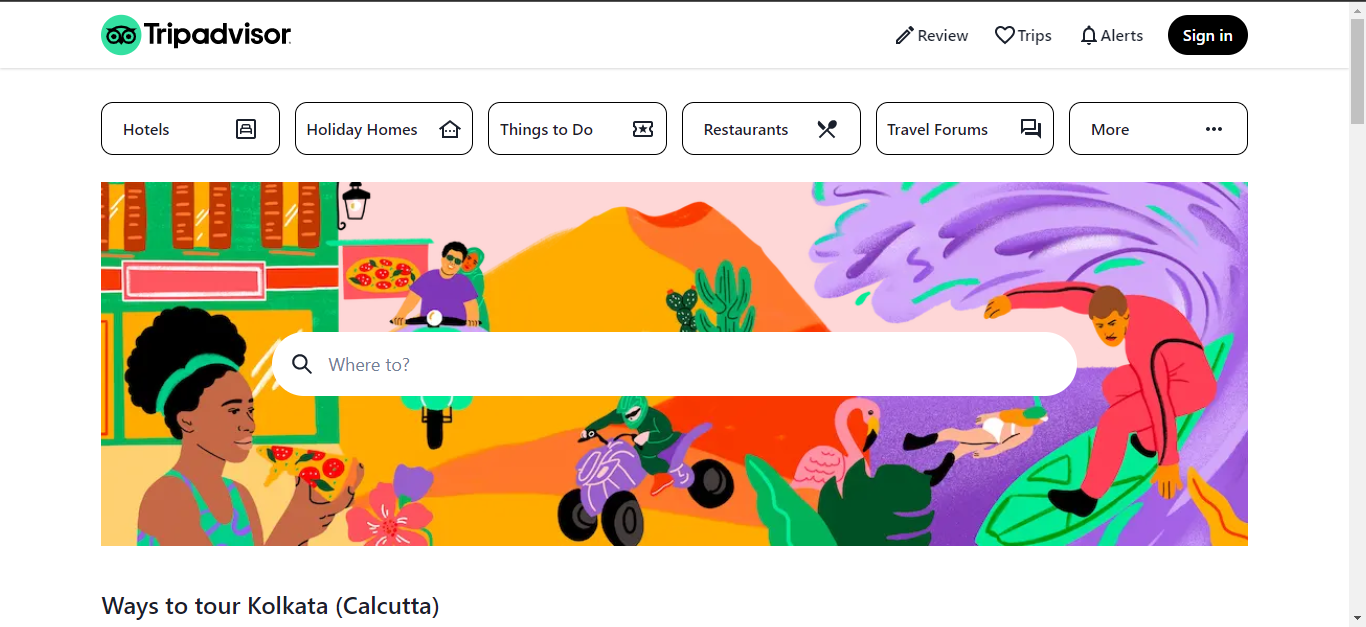 Tripadvisor
Review Trips Alerts Sign in
Hotels Holiday Homes Things to Do Restaurants Travel Forums More
Where to?
Ways to tour Kolkata (Calcutta)